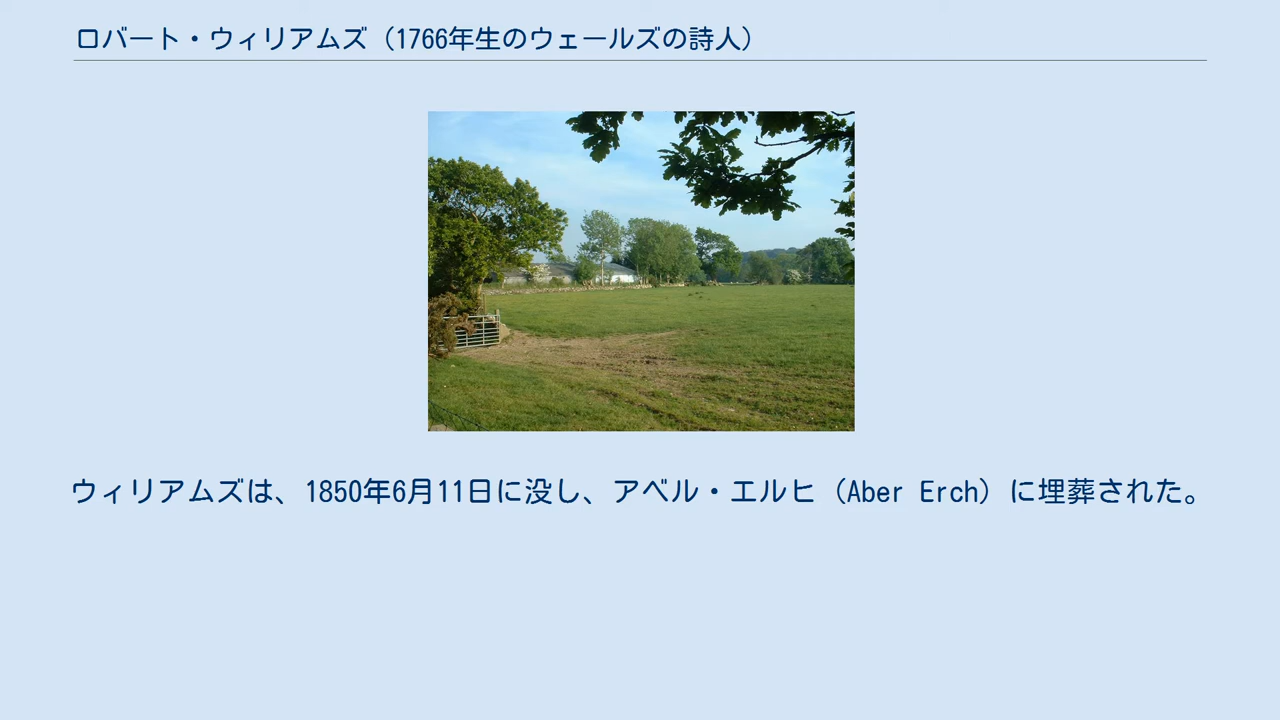 ロバート・ウィリアムズ（1766年生のウェールズの詩人）
ウィリアムズは、1850年6月11日に没し、アベル・エルヒ（Aber Erch）に埋葬された。